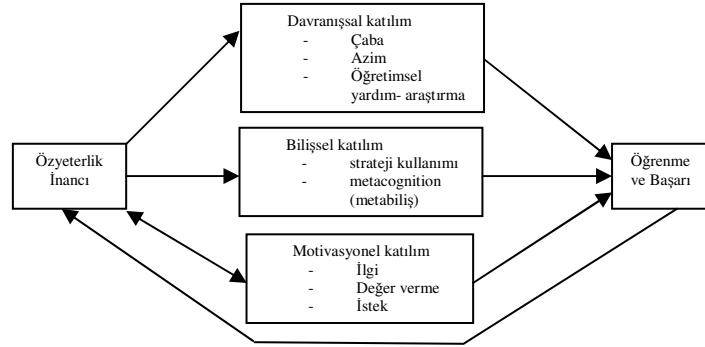 Davranışsal katılım
- Çaba
- Azim
- Öğretimsel
yardım- araştırma
Özyeterlik
İnancı
Bilişsel katılım
- strateji kullanımı
- metacognition
(metabiliş)
Öğrenme
ve Başarı
Motivasyonel katılım
- İlgi
- Değer verme
- İstek